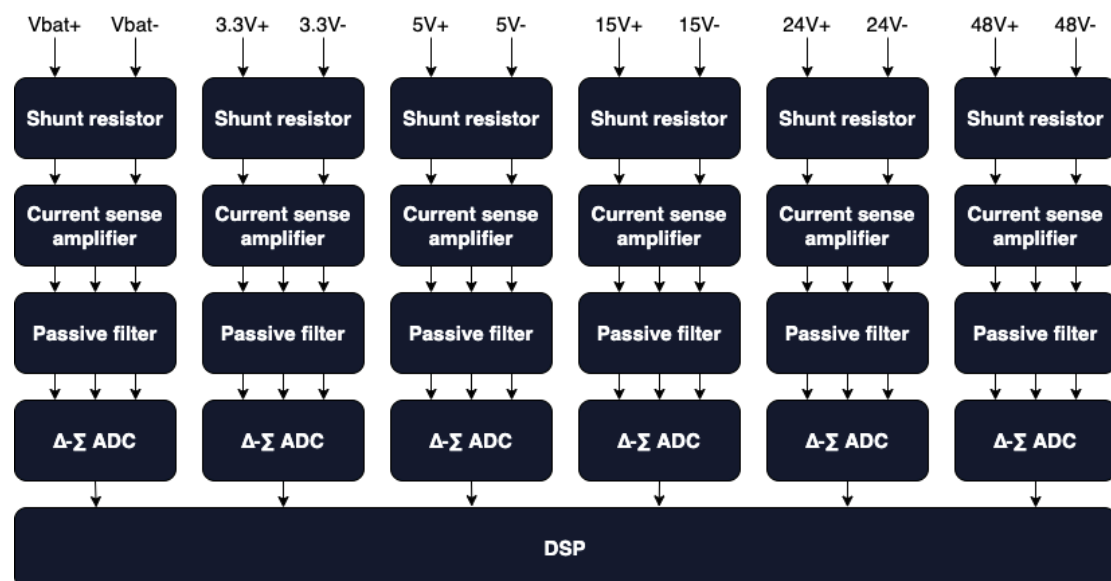 Vbat+ Vbat- 3.3V+ 3.3V- 5V+ 5V- 15V+ 15V- 24V+ 24V- 48V+ 48V-
Shunt resistor Shunt resistor Shunt resistor Shunt resistor Shunt resistor Shunt resistor
Current sense Current sense Current sense Current sense Current sense Current sense
amplifier amplifier amplifier amplifier amplifier amplifier
Passive filter Passive filter Passive filter Passive filter Passive filter Passive filter
Δ-∑ ADC Δ-∑ ADC Δ-∑ ADC Δ-∑ ADC Δ-∑ ADC Δ-∑ ADC
DSP